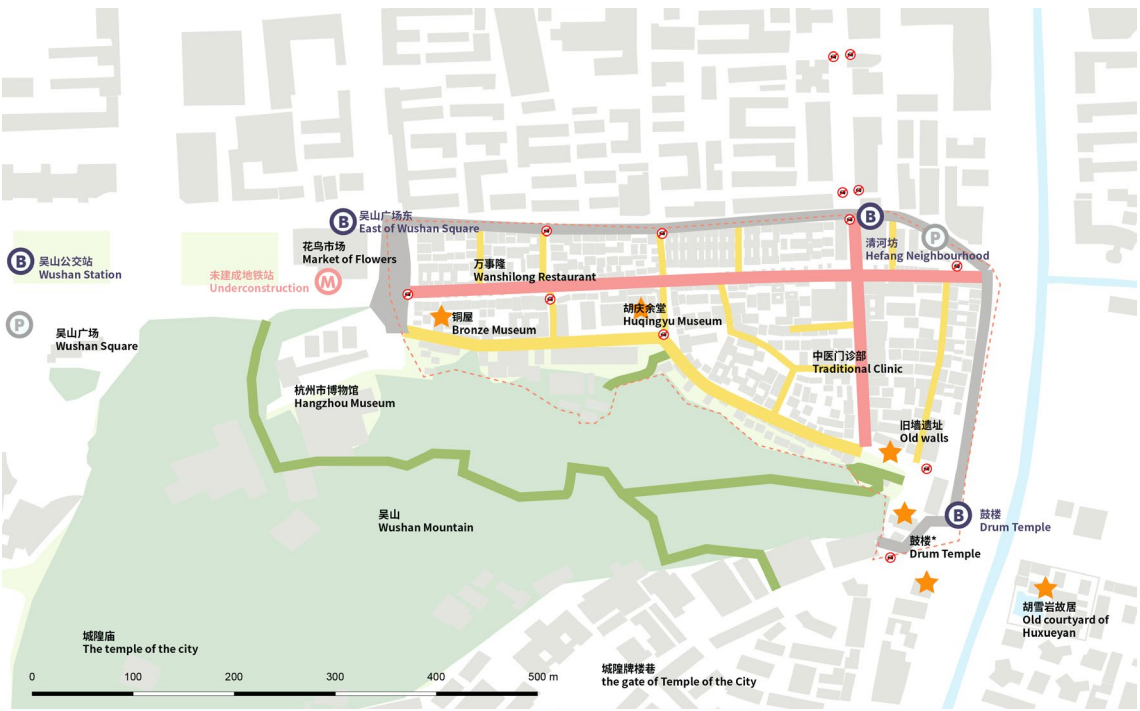 B
吴山广场东
East of Wushan Square
B
清河坊
Hefang Neighbourhood
P
B
吴山公交站
Wushan Station
花鸟市场
Market of Flowers
未建成地铁站
Underconstruction
M
万事隆
Wanshilong Restaurant
P
吴山广场
Wushan Square
铜屋
Bronze Museum
胡庆余堂
Huqingyu Museum
中医门诊部
Traditional Clinic
杭州市博物馆
Hangzhou Museum
旧墙遗址
Old walls
吴山
Wushan Mountain
B
鼓楼
Drum Temple
鼓楼*
Drum Temple
胡雪岩故居
Old courtyard of
Huxueyan
城隍庙
The temple of the city
城隍牌楼巷
the gate of Temple of the City
0 100 200 300 400 500 m